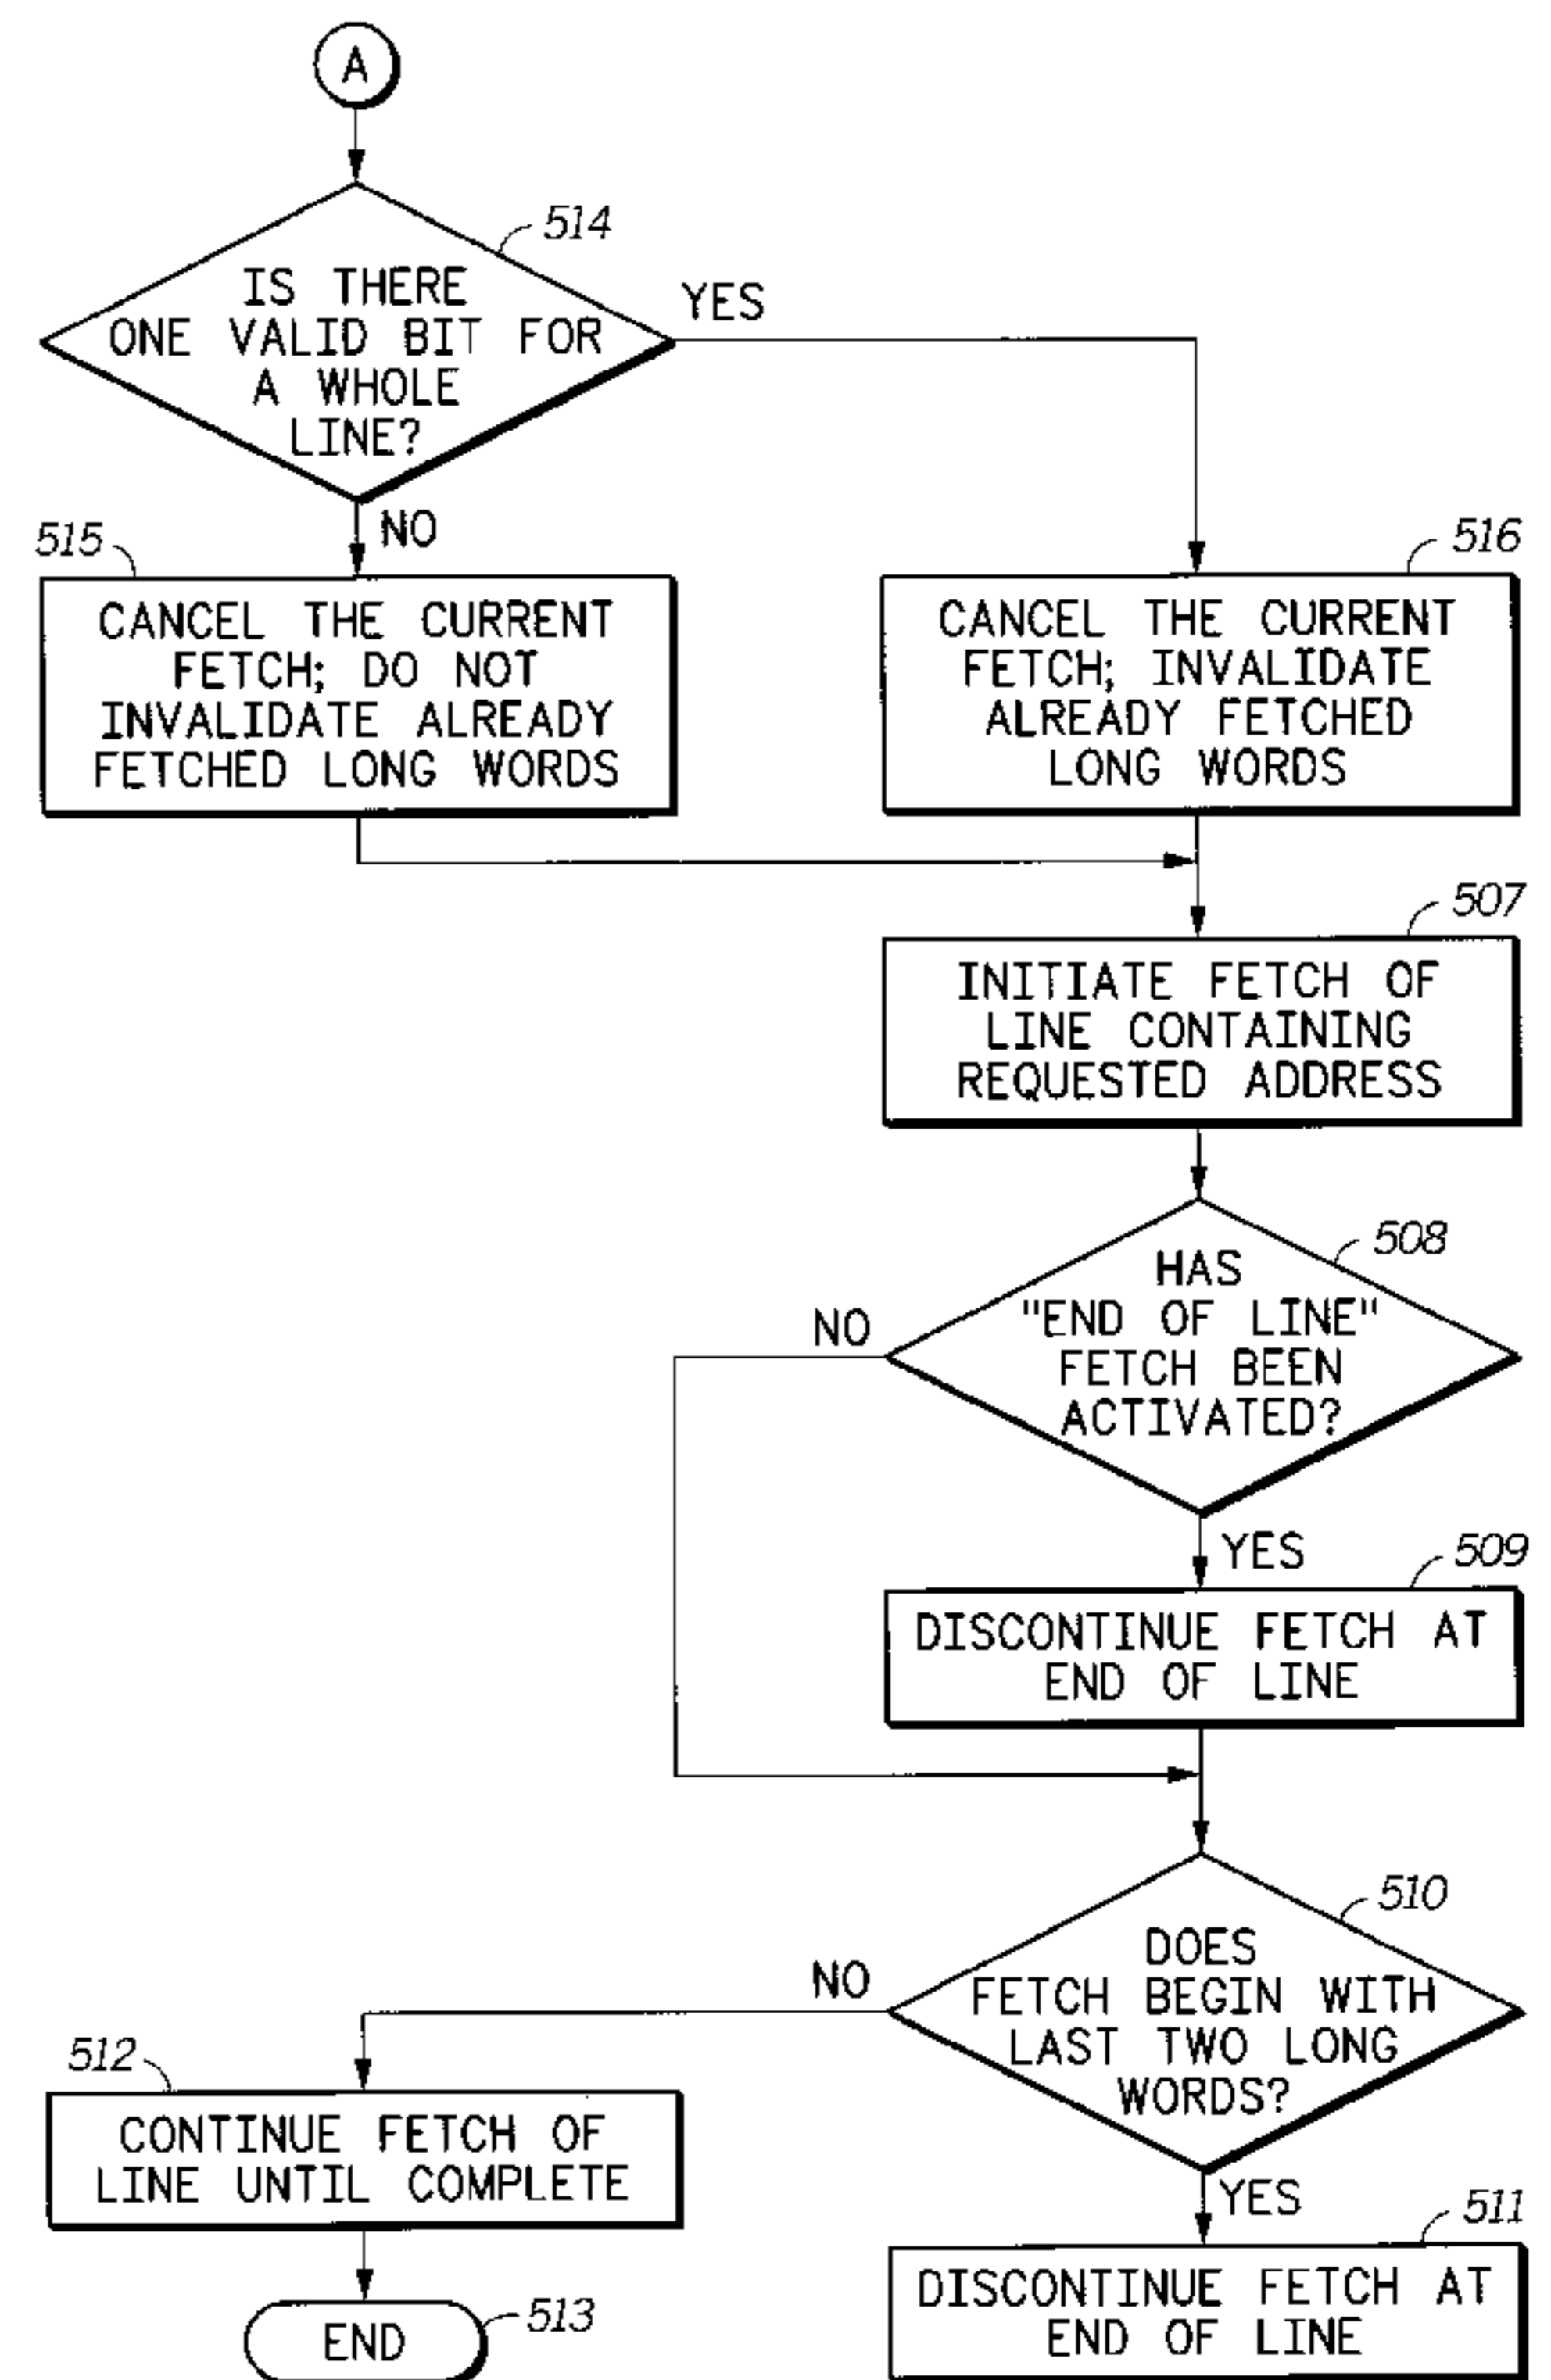 A
514
IS THERE
ONE VALID BIT FOR
A WHOLE
LINE?
YES
NO
515
CANCEL THE CURRENT
FETCH; DO NOT
INVALIDATE ALREADY
FETCHED LONG WORDS
516
CANCEL THE CURRENT
FETCH; INVALIDATE
ALREADY FETCHED
LONG WORDS
507
INITIATE FETCH OF
LINE CONTAINING
REQUESTED ADDRESS
508
HAS
"END OF LINE"
FETCH BEEN
ACTIVATED?
NO
YES
509
DISCONTINUE FETCH AT
END OF LINE
510
DOES
FETCH BEGIN WITH
LAST TWO LONG
WORDS?
NO
YES
512
CONTINUE FETCH OF
LINE UNTIL COMPLETE
511
DISCONTINUE FETCH AT
END OF LINE
END
513